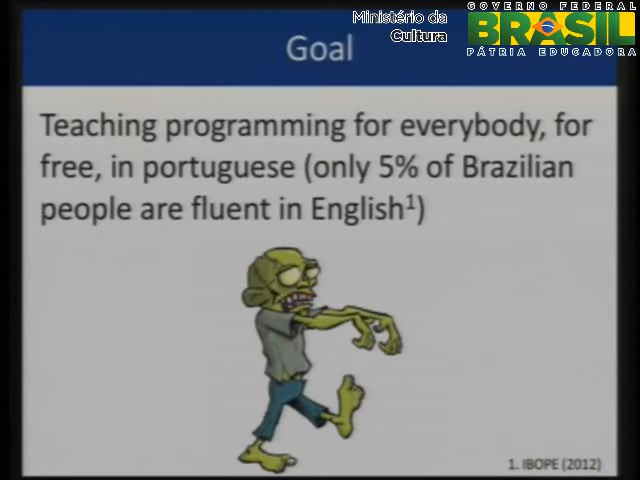 GOVERNO FEDERAL
Ministério da
Cultura
BRASIL
PÁTRIA EDUCADORA
Goal
Teaching programming for everybody, for
free, in portuguese (only 5% of Brazilian
people are fluent in English¹)
1. IBOPE (2012)